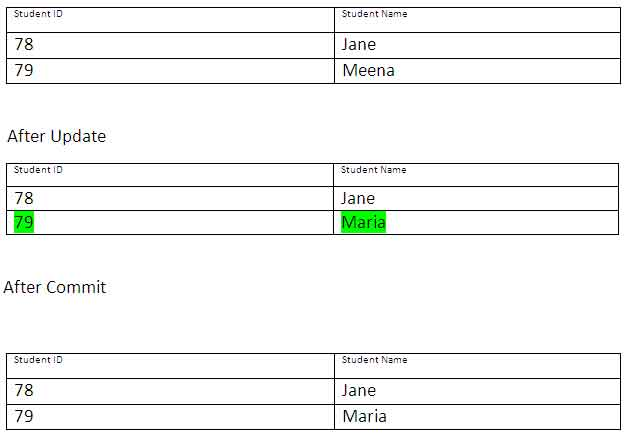 Student ID Student Name
78 Jane
79 Meena
After Update
Student ID Student Name
78 Jane
79 Maria
After Commit
Student ID Student Name
78 Jane
79 Maria